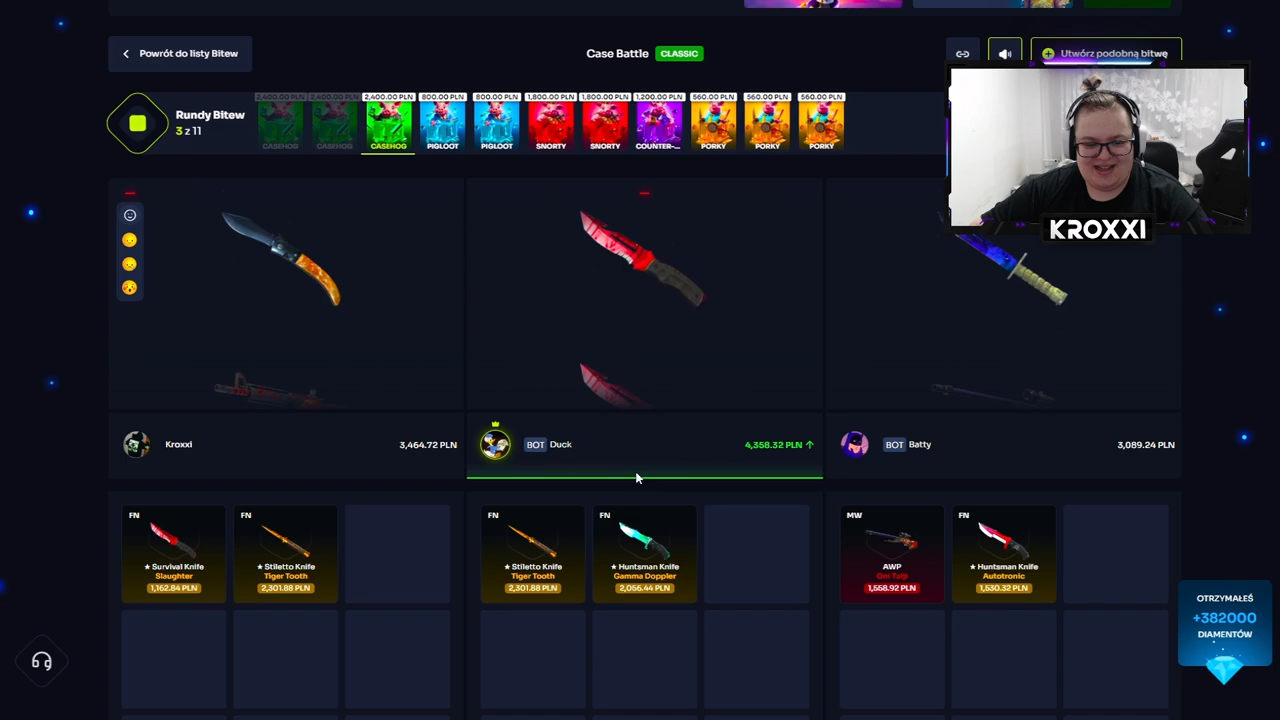 Powrót do listy Bitew
Case Battle CLASSIC
Utwórz podobną bitwę
Rundy Bitew
3 z 11
2,400.00 PLN 2,400.00 PLN 2,400.00 PLN 800.00 PLN 800.00 PLN 1,800.00 PLN 1,800.00 PLN 1,200.00 PLN 560.00 PLN 560.00 PLN 560.00 PLN
CASEHOG CASEHOG CASEHOG PIGLOOT PIGLOOT SNORTY SNORTY COUNTER-... PORKY PORKY PORKY
KROXXI
Kroxxi 3,464.72 PLN
BOT Duck 4,358.32 PLN
BOT Batty 3,089.24 PLN
FN
★ Survival Knife
Slaughter
1,162.84 PLN
FN
★ Stiletto Knife
Tiger Tooth
2,301.88 PLN
FN
★ Stiletto Knife
Tiger Tooth
2,301.88 PLN
FN
★ Huntsman Knife
Gamma Doppler
2,056.44 PLN
MW
AWP
Oni Taiji
1,558.92 PLN
FN
★ Huntsman Knife
Autotronic
1,530.32 PLN
OTRZYMAŁEŚ
+382000
DIAMENTÓW